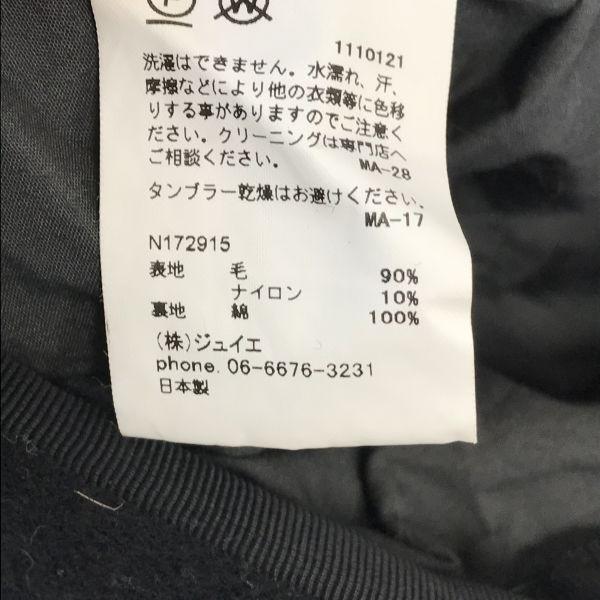 P W
1110121
洗濯はできません。水濡れ、汗、
摩擦などにより他の衣類等に色移
りする事がありますのでご注意く
ださい。クリーニングは専門店へ
ご相談ください。 MA-28
タンブラー乾燥はお避けください。
MA-17
N172915
表地 毛 90%
ナイロン 10%
裏地 綿 100%
(株)ジュイエ
phone. 06-6676-3231
日本製